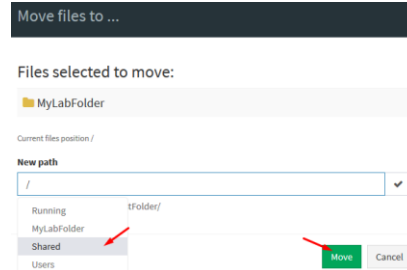 Move files to ...
Files selected to move:
MyLabFolder
Current files position /
New path
/
Running
tFolder/
MyLabFolder
Shared
Users
Move Cancel